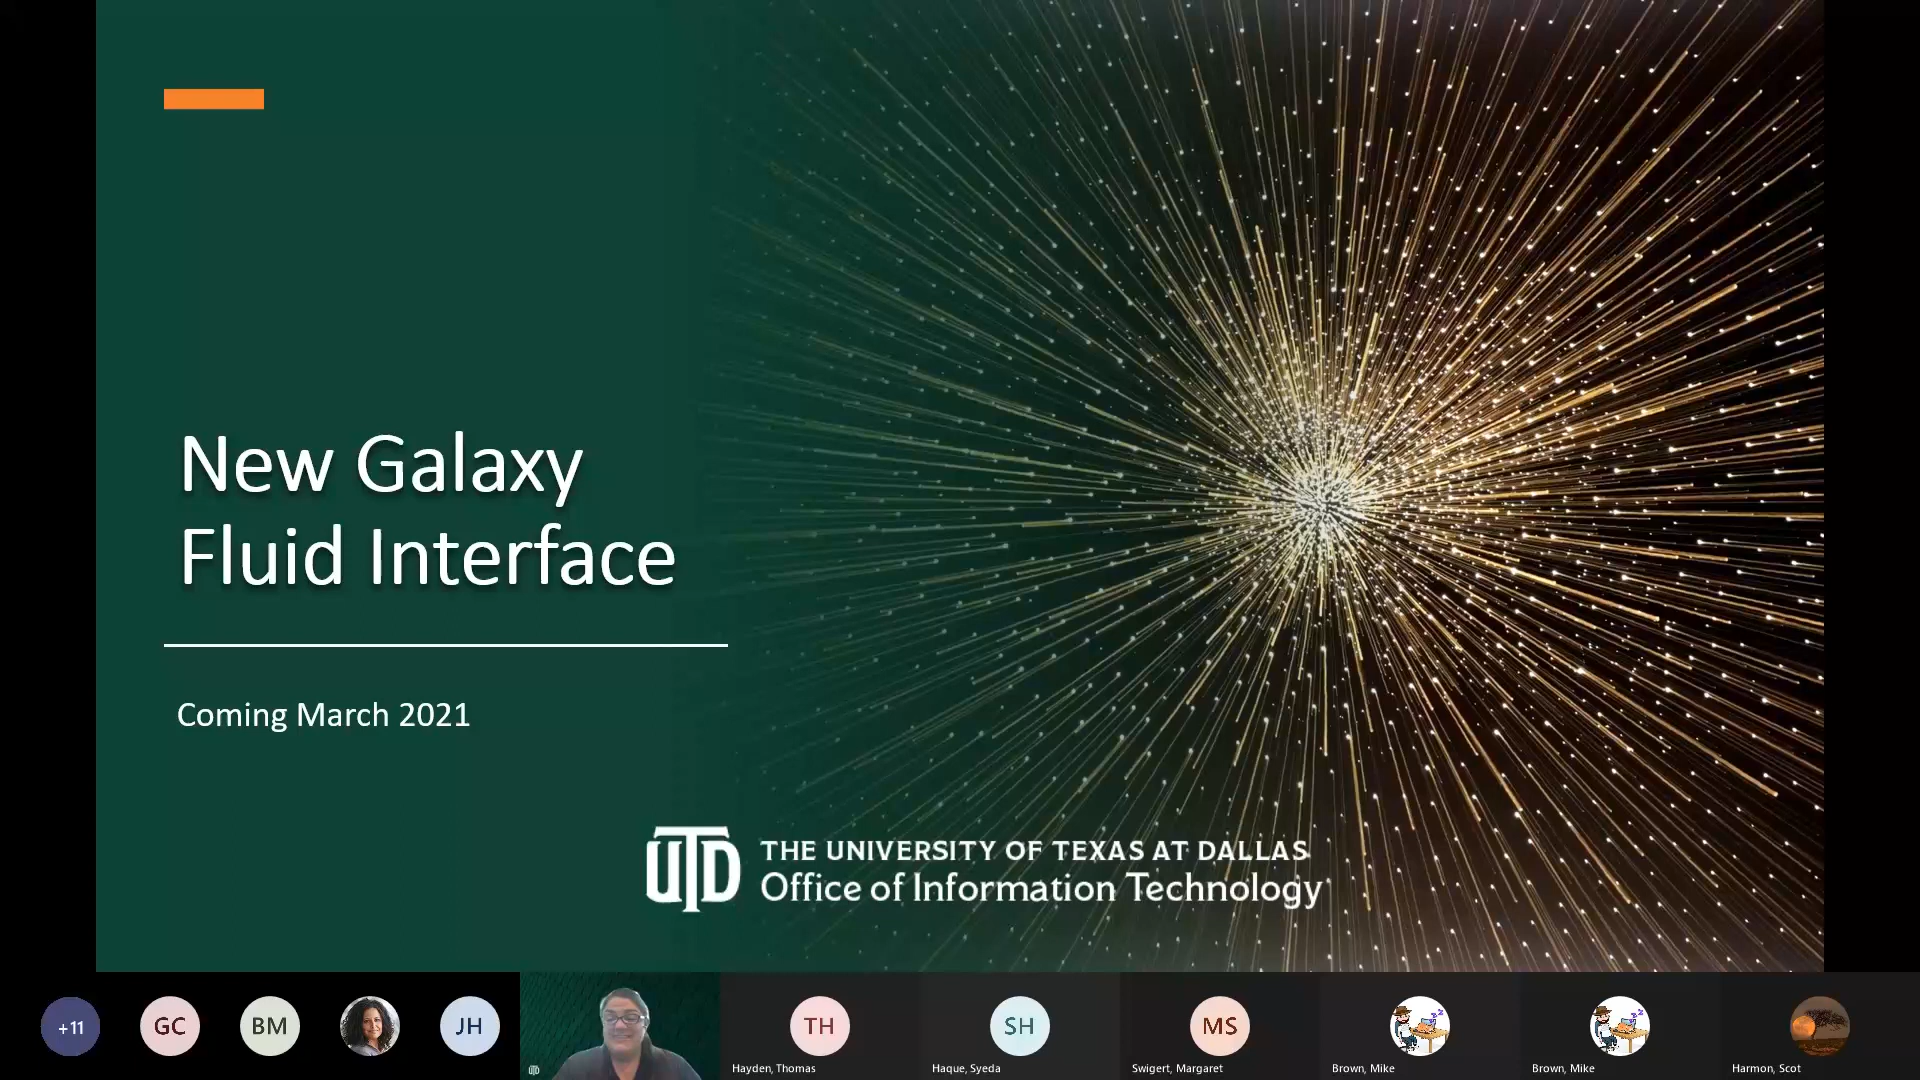 New Galaxy
Fluid Interface
Coming March 2021
UTD
THE UNIVERSITY OF TEXAS AT DALLAS
Office of Information Technology
+11
GC
BM
JH
UTD
TH
SH
MS
Hayden, Thomas
Haque, Syeda
Swigert, Margaret
Brown, Mike
Brown, Mike
Harmon, Scot